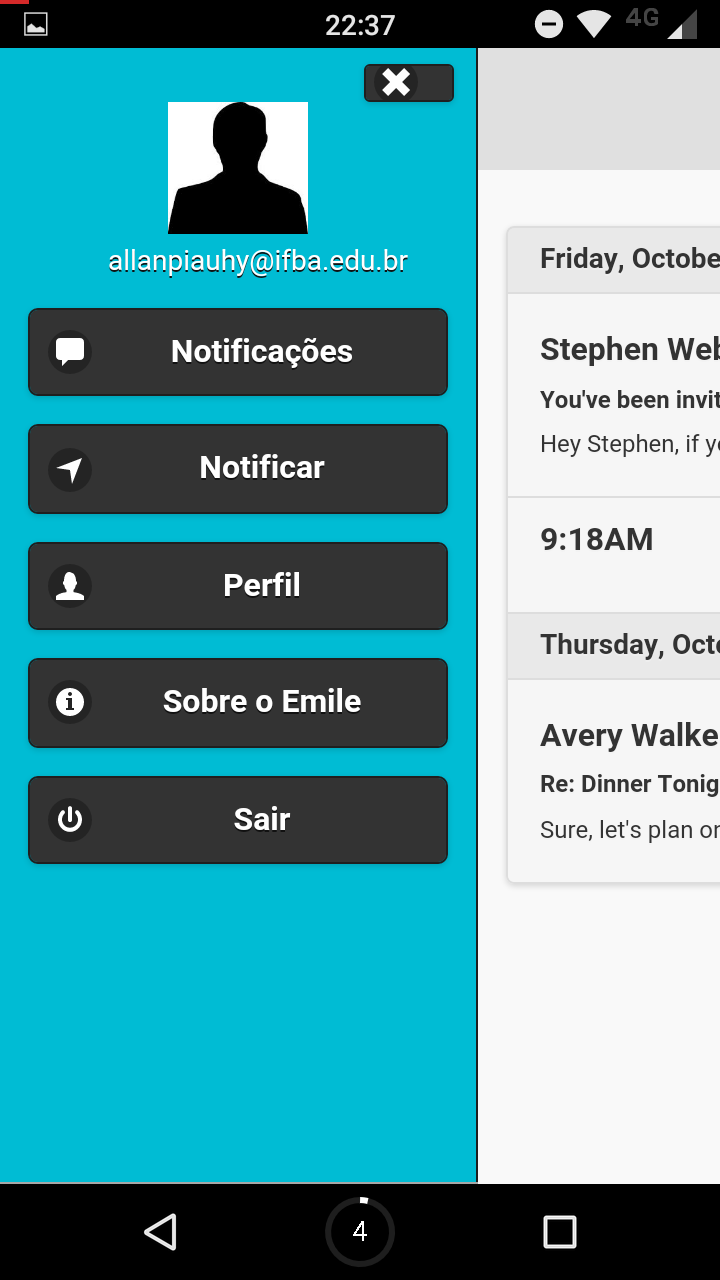 22:37
4G
allanpiauhy@ifba.edu.br
Notificações
Notificar
Perfil
Sobre o Emile
Sair
Friday, Octobe
Stephen Web
You've been invit
Hey Stephen, if yo
9:18AM
Thursday, Octo
Avery Walke
Re: Dinner Tonig
Sure, let's plan on
4